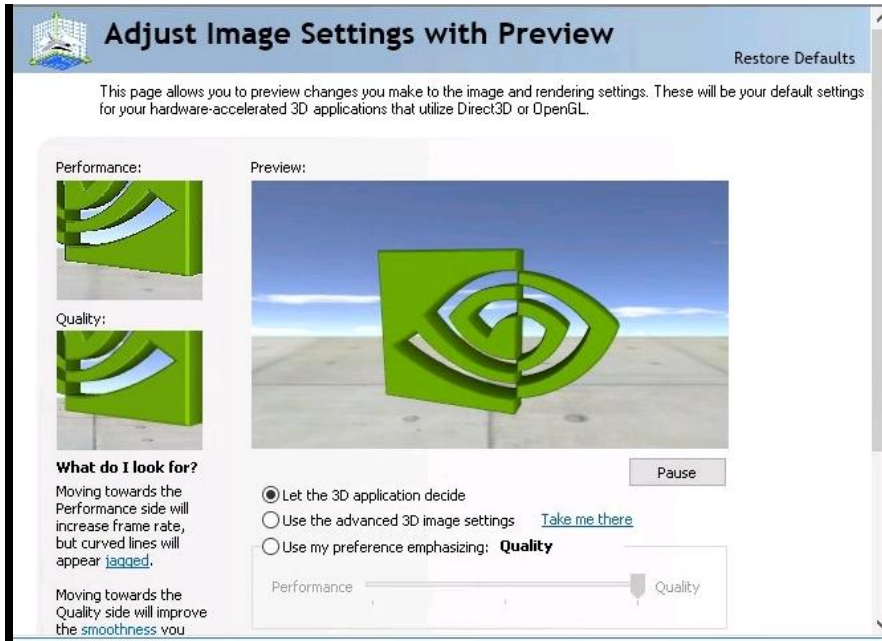 Adjust Image Settings with Preview
Restore Defaults
This page allows you to preview changes you make to the image and rendering settings. These will be your default settings
for your hardware-accelerated 3D applications that utilize Direct3D or OpenGL.
Performance:
Quality:
What do I look for?
Moving towards the
Performance side will
increase frame rate,
but curved lines will
appear jagged.
Moving towards the
Quality side will improve
the smoothness you
Preview:
Pause
Let the 3D application decide
Use the advanced 3D image settings Take me there
Use my preference emphasizing: Quality
Performance Quality